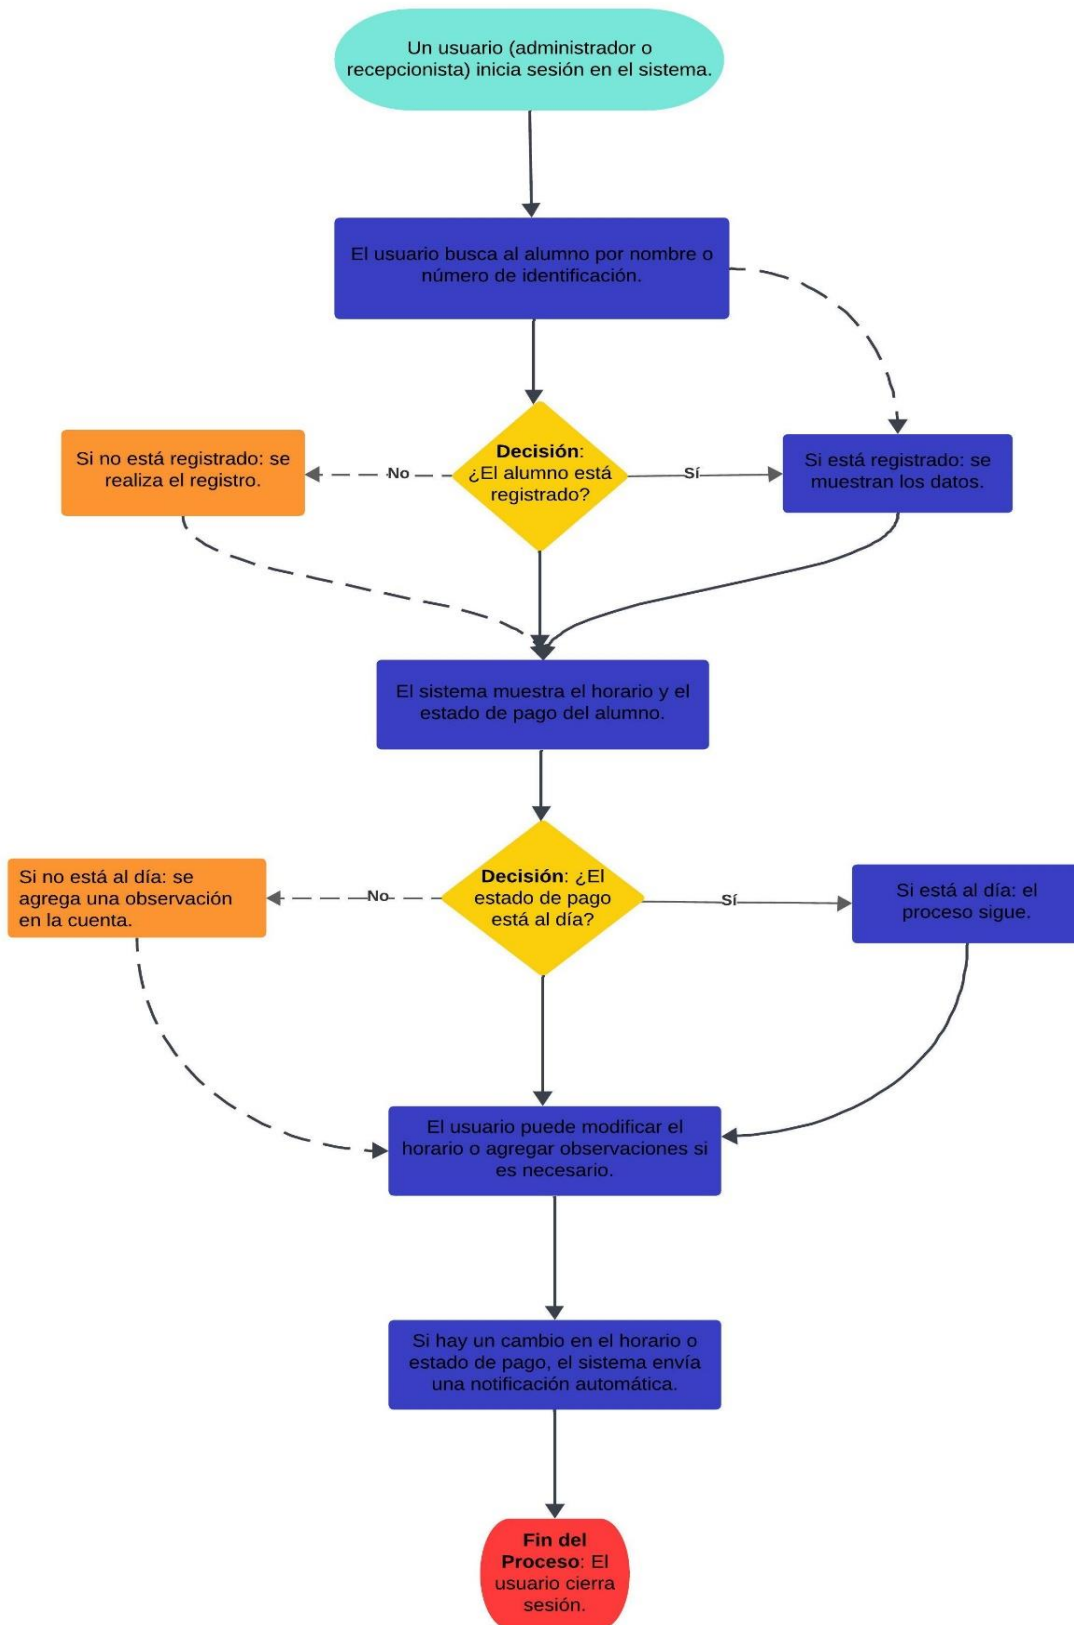 Un usuario (administrador o
recepcionista) inicia sesión en el sistema.
El usuario busca al alumno por nombre o
número de identificación.
Si no está registrado: se
realiza el registro.
No
Decisión:
¿El alumno está
registrado?
Sí
Si está registrado: se
muestran los datos.
El sistema muestra el horario y el
estado de pago del alumno.
Si no está al día: se
agrega una observación
en la cuenta.
No
Decisión: ¿El
estado de pago
está al día?
Sí
Si está al día: el
proceso sigue.
El usuario puede modificar el
horario o agregar observaciones si
es necesario.
Si hay un cambio en el horario o
estado de pago, el sistema envía
una notificación automática.
Fin del
Proceso: El
usuario cierra
sesión.